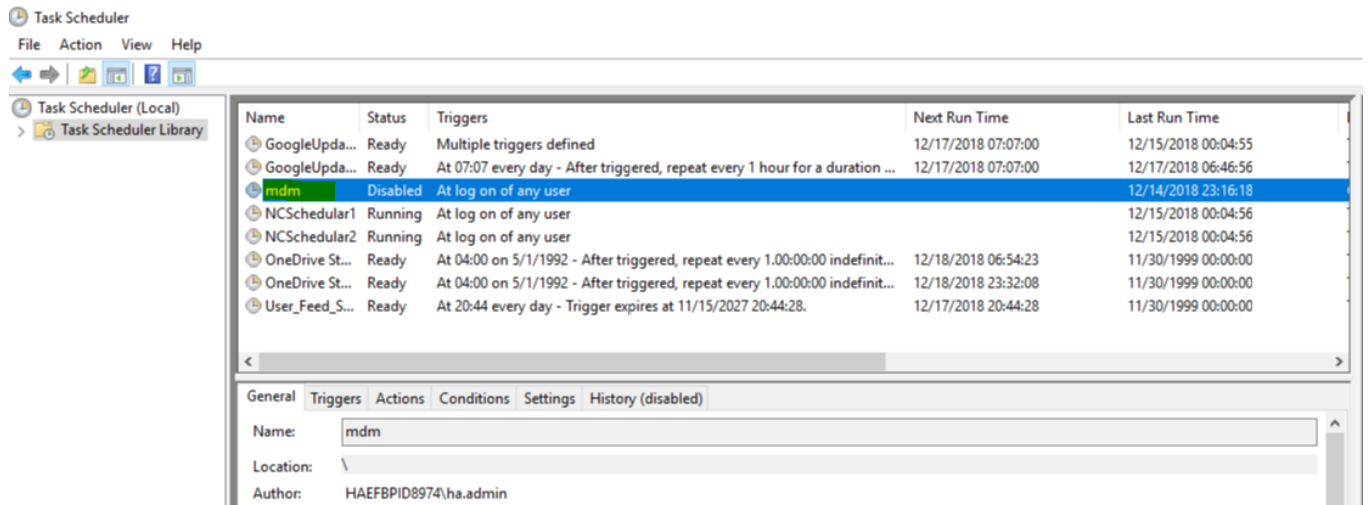 Task Scheduler
File Action View Help
Task Scheduler (Local)
Task Scheduler Library
Name Status Triggers Next Run Time Last Run Time
GoogleUpda... Ready Multiple triggers defined 12/17/2018 07:07:00 12/15/2018 00:04:55
GoogleUpda... Ready At 07:07 every day - After triggered, repeat every 1 hour for a duration ... 12/17/2018 07:07:00 12/17/2018 06:46:56
mdm Disabled At log on of any user 12/14/2018 23:16:18
NCSchedular1 Running At log on of any user 12/15/2018 00:04:56
NCSchedular2 Running At log on of any user 12/15/2018 00:04:56
OneDrive St... Ready At 04:00 on 5/1/1992 - After triggered, repeat every 1.00:00:00 indefinit... 12/18/2018 06:54:23 11/30/1999 00:00:00
OneDrive St... Ready At 04:00 on 5/1/1992 - After triggered, repeat every 1.00:00:00 indefinit... 12/18/2018 23:32:08 11/30/1999 00:00:00
User_Feed_S... Ready At 20:44 every day - Trigger expires at 11/15/2027 20:44:28. 12/17/2018 20:44:28 11/30/1999 00:00:00
General Triggers Actions Conditions Settings History (disabled)
Name: mdm
Location: \
Author: HAEFBPID8974\ha.admin